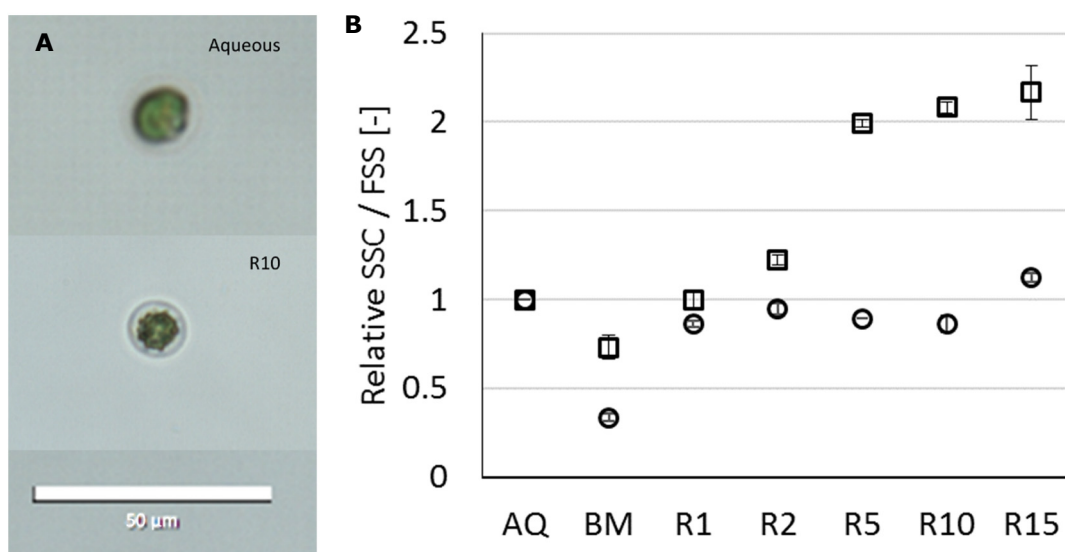 A
Aqueous
R10
50 µm
B
Relative SSC / FSS [-]
2.5
2
1.5
1
0.5
0
AQ BM R1 R2 R5 R10 R15